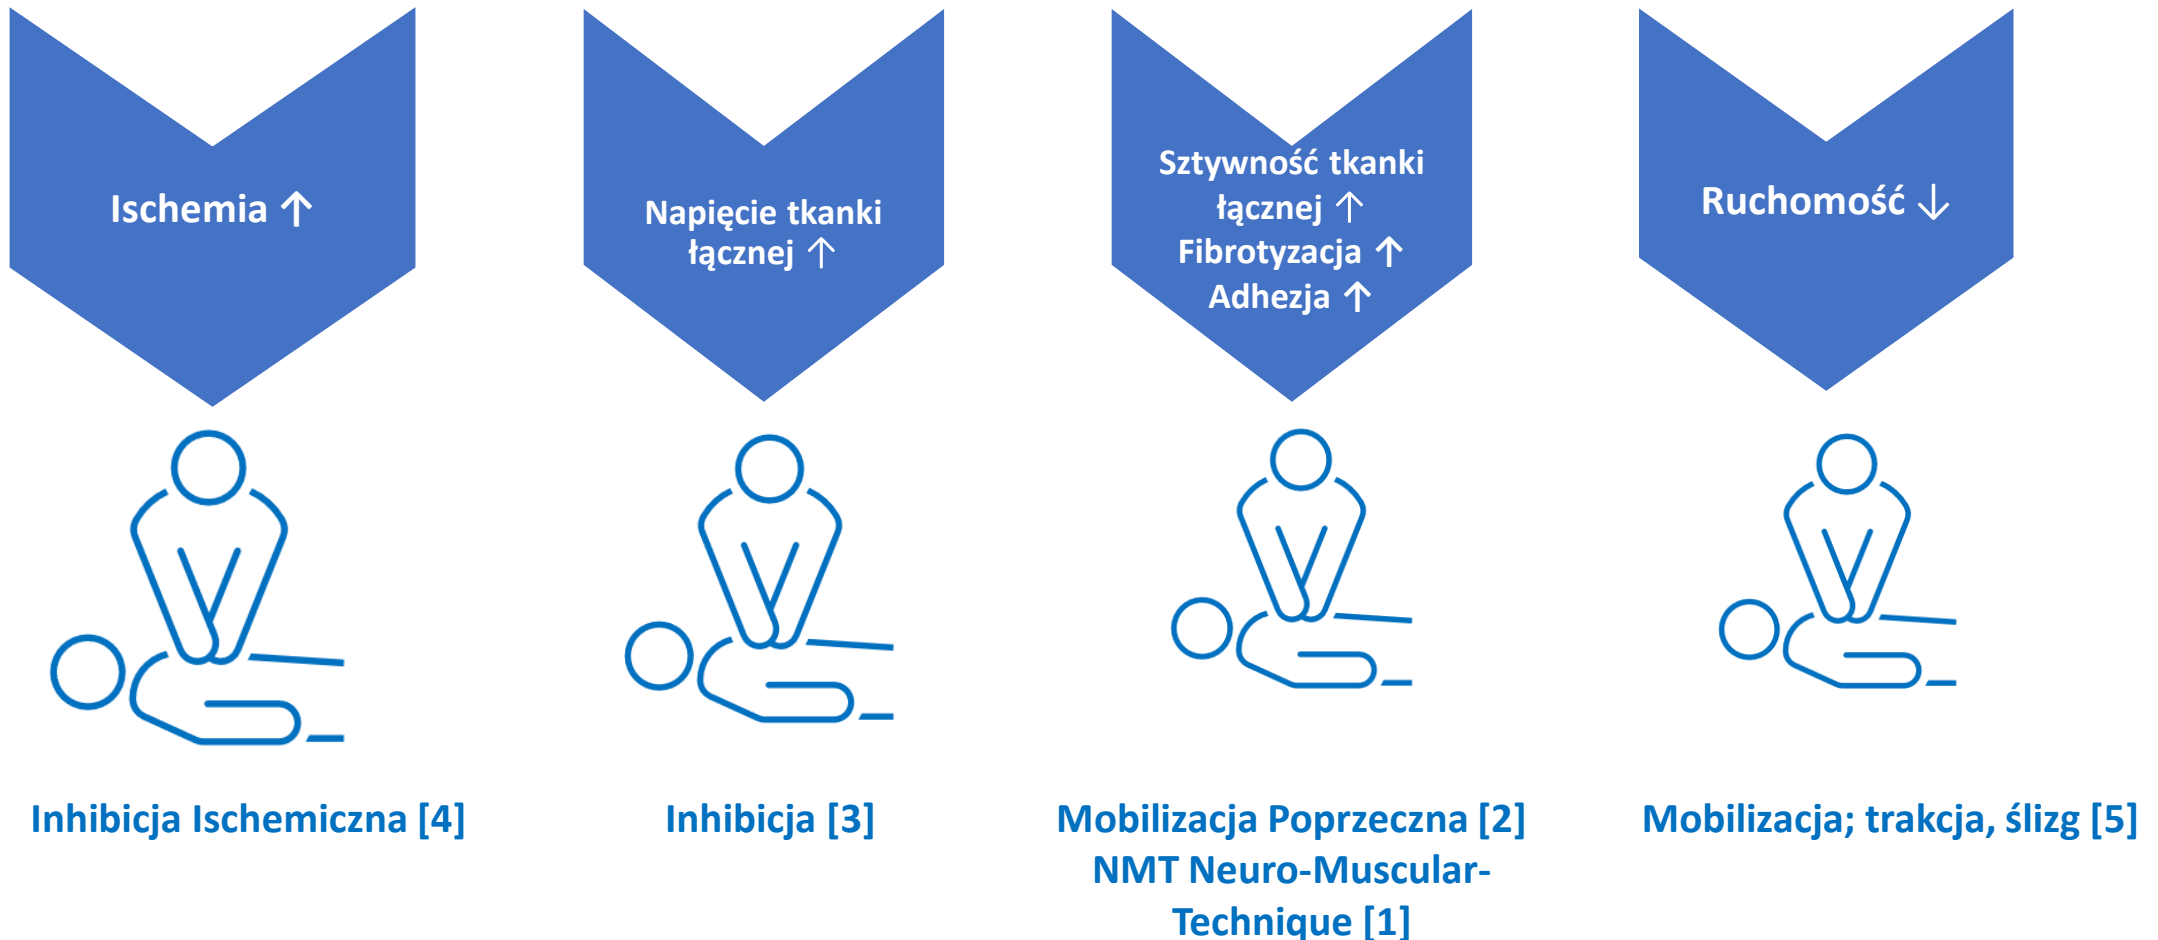 Ischemia ↑
Napięcie tkanki
łącznej ↑
Sztywność tkanki
łącznej ↑
Fibrotyzacja ↑
Adhezja ↑
Ruchomość ↓
Inhibicja Ischemiczna [4]
Inhibicja [3]
Mobilizacja Poprzeczna [2]
NMT Neuro-Muscular-
Technique [1]
Mobilizacja; trakcja, ślizg [5]